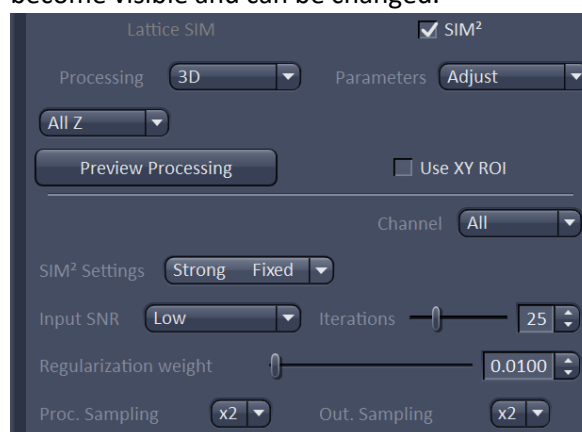 become visible and can be changed.
Lattice SIM SIM²
Processing 3D Parameters Adjust
All Z
Preview Processing Use XY ROI
Channel All
SIM² Settings Strong Fixed
Input SNR Low Iterations 25
Regularization weight 0.0100
Proc. Sampling x2 Out. Sampling x2